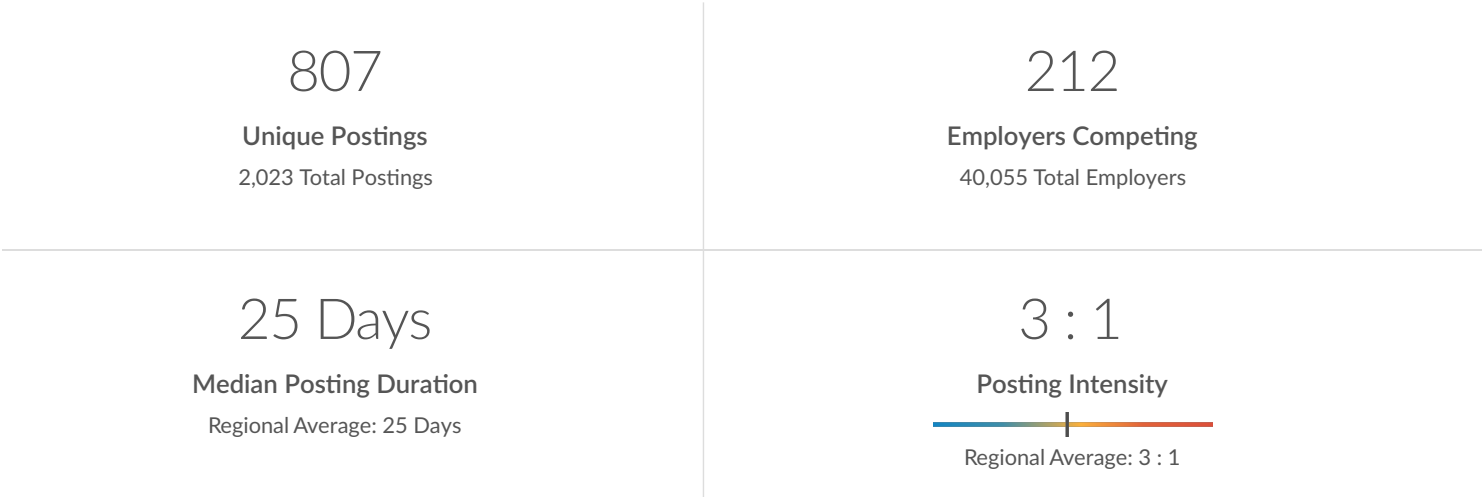 807
Unique Postings
2,023 Total Postings
212
Employers Competing
40,055 Total Employers
25 Days
Median Posting Duration
Regional Average: 25 Days
3 : 1
Posting Intensity
Regional Average: 3 : 1